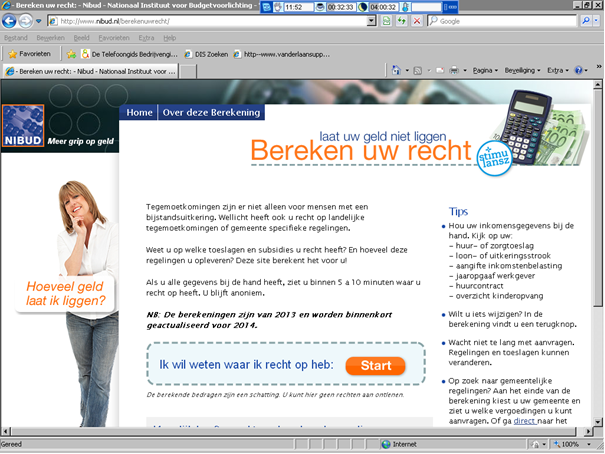 - Bereken uw recht: - Nibud - Nationaal Instituut voor Budgetvoorlichting -
11:52
00:32:33
04:00:32
http://www.nibud.nl/berekenuwrecht/
Google
Bestand Bewerken Beeld Favorieten Extra Help
Favorieten De Telefoongids Bedrijvengi... DIS Zoeken http--www.vanderlaansupp...
- Bereken uw recht: - Nibud - Nationaal Instituut voor ...
Pagina Beveiliging Extra
Home Over deze Berekening
NIBUD
Meer grip op geld
laat uw geld niet liggen
Bereken uw recht
+ stimu lansz
Hoeveel geld
laat ik liggen?
Tegemoetkomingen zijn er niet alleen voor mensen met een
bijstandsuitkering. Wellicht heeft ook u recht op landelijke
tegemoetkomingen of gemeente specifieke regelingen.
Weet u op welke toeslagen en subsidies u recht heeft? En hoeveel deze
regelingen u opleveren? Deze site berekent het voor u!
Als u alle gegevens bij de hand heeft, ziet u binnen 5 a 10 minuten waar u
recht op heeft. U blijft anoniem.
NB: De berekeningen zijn van 2013 en worden binnenkort
geactualiseerd voor 2014.
Ik wil weten waar ik recht op heb: Start
De berekende bedragen zijn een schatting. U kunt hier geen rechten aan ontlenen.
Tips
Hou uw inkomensgegevens bij de
hand. Kijk op uw:
- huur- of zorgtoeslag
- loon- of uitkeringsstrook
- aangifte inkomstenbelasting
- jaaropgaaf werkgever
- huurcontract
- overzicht kinderopvang
Wilt u iets wijzigen? In de
berekening vindt u een terugknop.
Wacht niet te lang met aanvragen.
Regelingen en toeslagen kunnen
veranderen.
Op zoek naar gemeentelijke
regelingen? Aan het einde van de
berekening kiest u uw gemeente en
ziet u welke vergoedingen u kunt
aanvragen. Of ga direct naar het
Gereed
Internet
100%